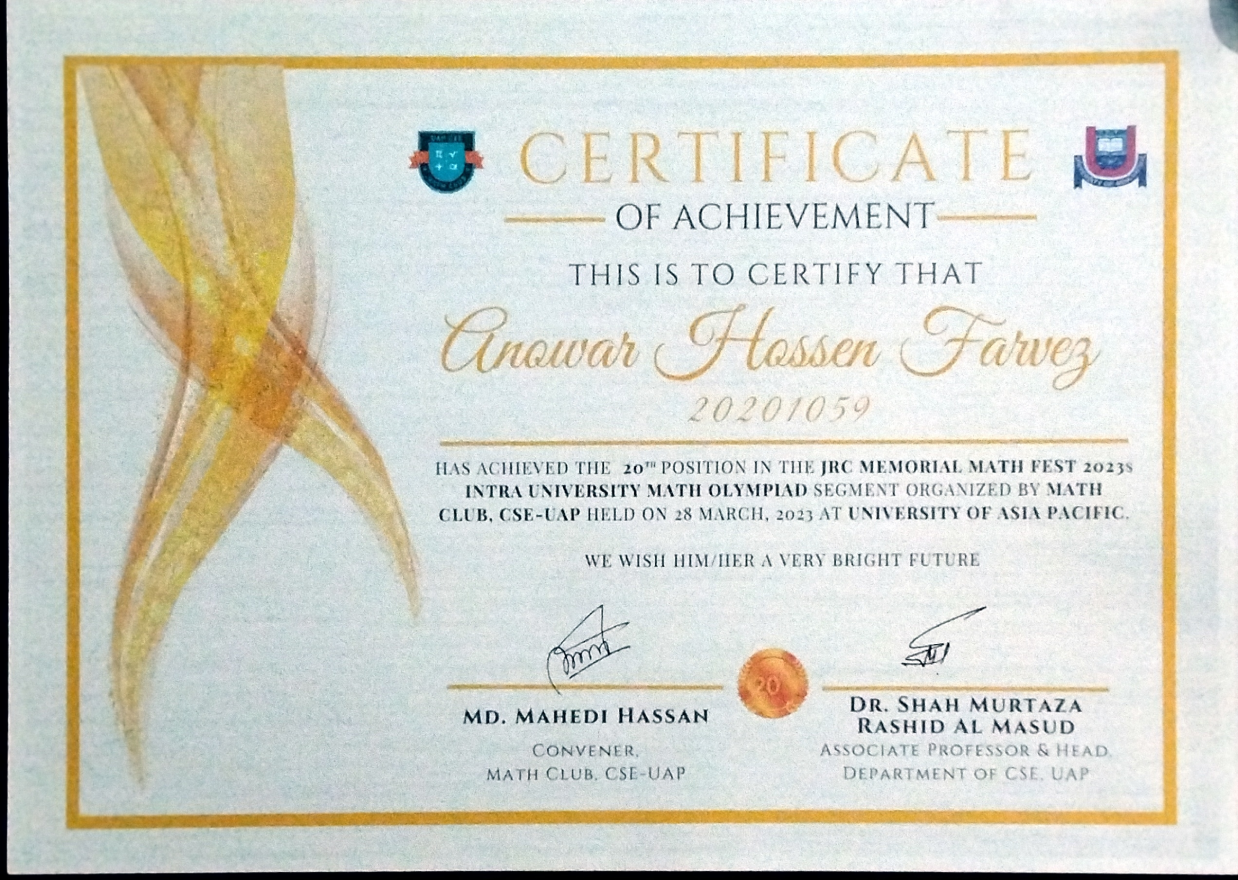 CERTIFICATE
OF ACHIEVEMENT
THIS IS TO CERTIFY THAT
Anowar Hossen Farvez
20201059
HAS ACHIEVED THE 20TH POSITION IN THE JRC MEMORIAL MATH FEST 2023s
INTRA UNIVERSITY MATH OLYMPIAD SEGMENT ORGANIZED BY MATH
CLUB, CSE-UAP HELD ON 28 MARCH, 2023 AT UNIVERSITY OF ASIA PACIFIC.
WE WISH HIM/HER A VERY BRIGHT FUTURE
20
MD. MAHEDI HASSAN
CONVENER,
MATH CLUB, CSE-UAP
DR. SHAH MURTAZA
RASHID AL MASUD
ASSOCIATE PROFESSOR & HEAD,
DEPARTMENT OF CSE, UAP